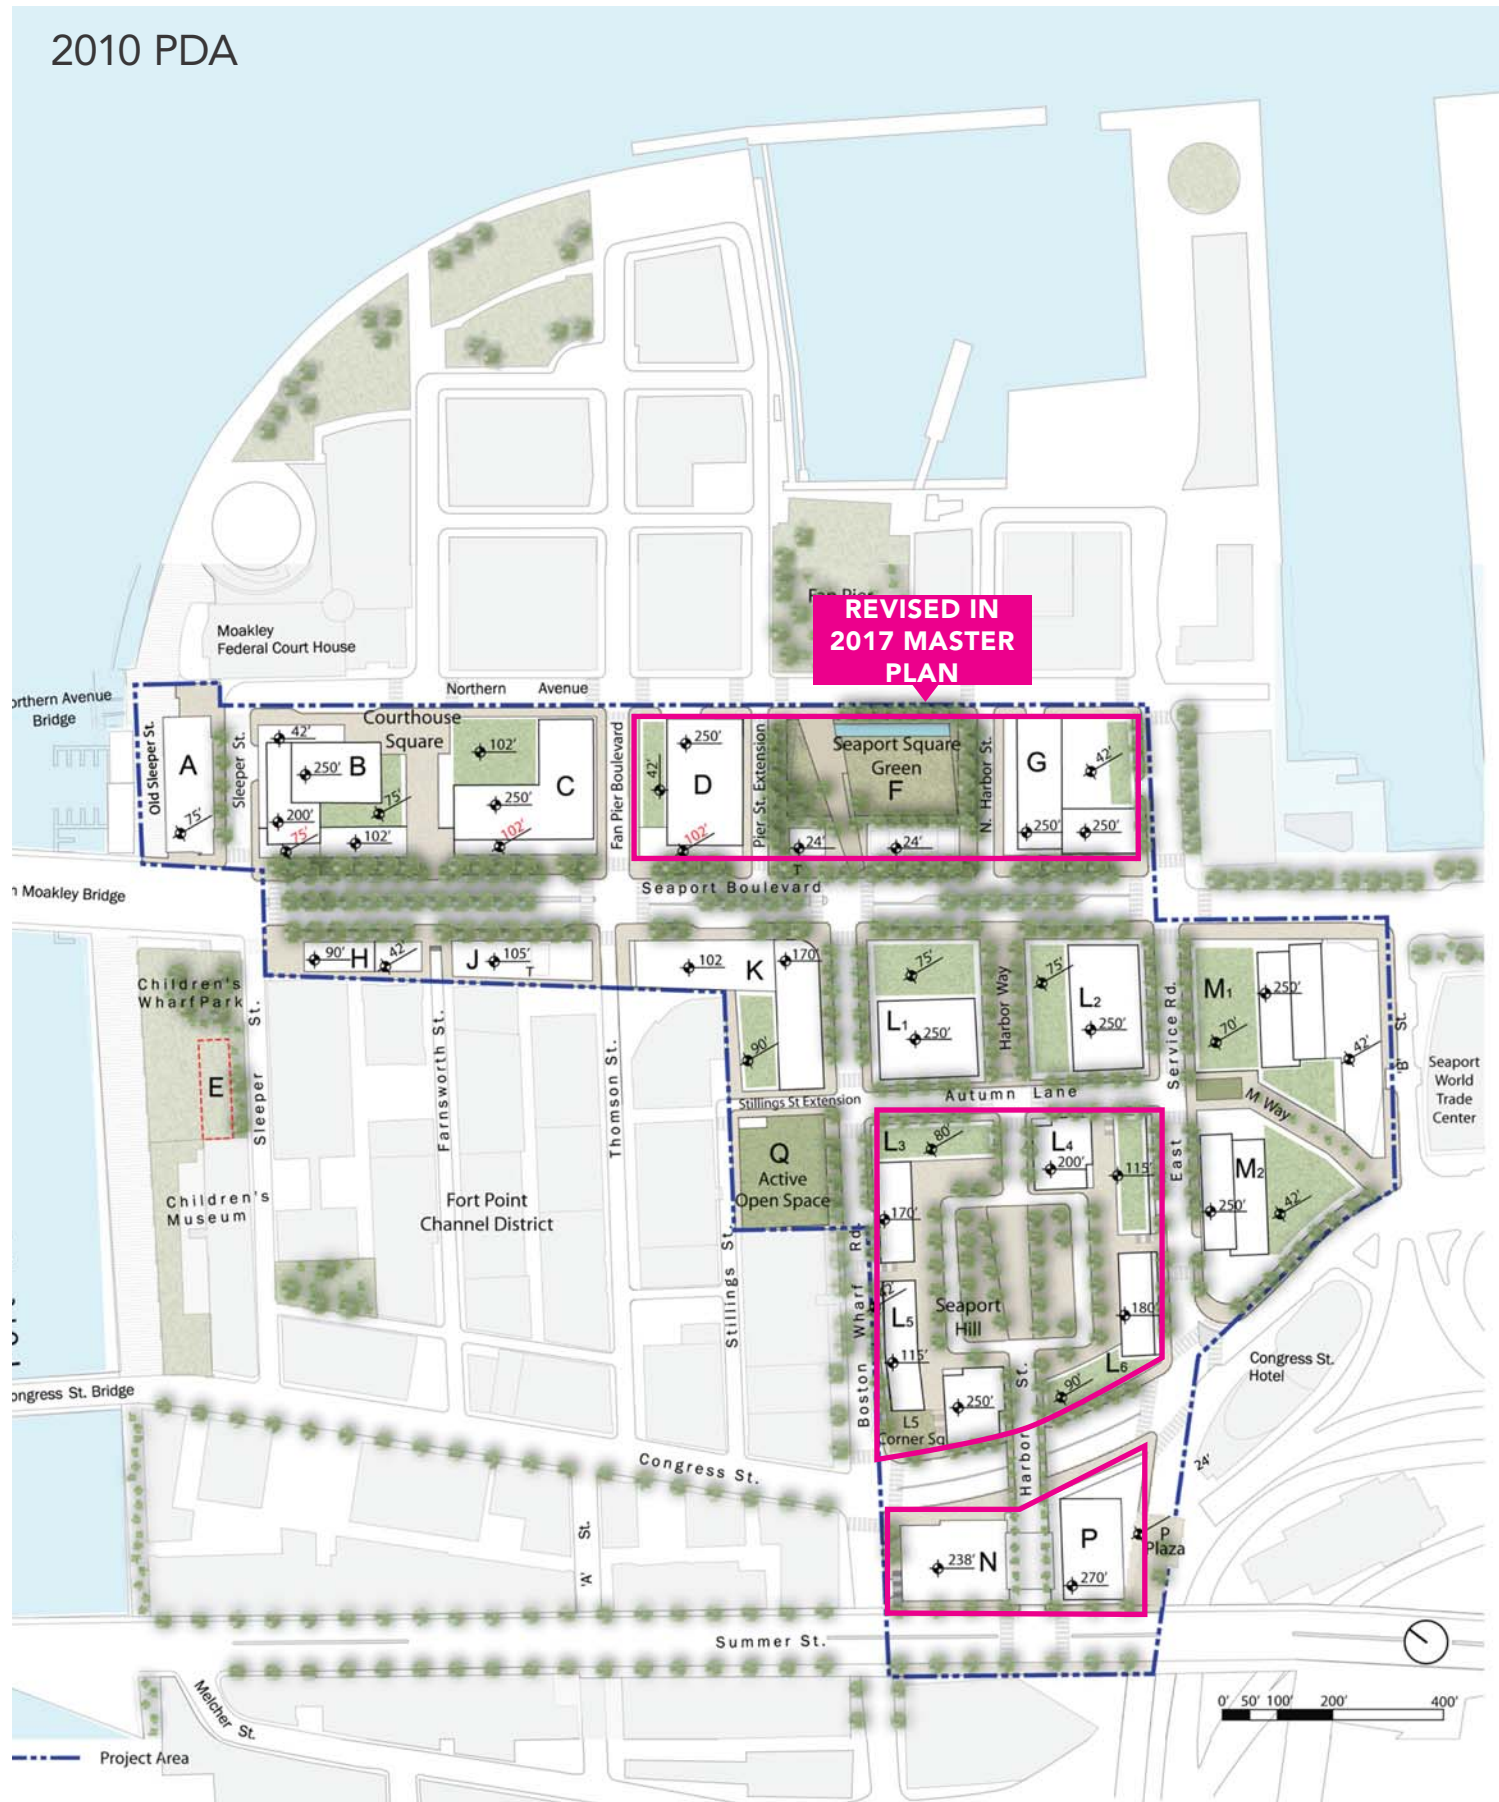 2010 PDA
Fan Pier
REVISED IN
2017 MASTER
PLAN
Moakley
Federal Court House
Northern Avenue
Bridge
Northern Avenue
Old Sleeper St.
A
75'
Sleeper St.
Courthouse
Square
42'
250'
B
75'
200'
75'
102'
102'
250'
C
102'
Fan Pier Boulevard
42'
250'
D
102'
Pier St. Extension
Seaport Square
Green
F
24'
24'
T
N. Harbor St.
G
42'
250'
250'
Seaport Boulevard
Moakley Bridge
90'
H
42'
J
105'
T
102
K
170'
90'
75'
L1
250'
Harbor Way
75'
L2
250'
Service Rd.
East
M1
250'
70'
42'
'B' St.
Seaport
World
Trade
Center
Children's
Wharf Park
E
Sleeper St.
Farnsworth St.
Thomson St.
Stillings St Extension
Autumn Lane
M Way
Q
Active
Open Space
L3
80'
L4
200'
115'
M2
250'
42'
Children's
Museum
Fort Point
Channel District
Stillings St.
Boston Wharf Rd.
170'
42'
L5
115'
Seaport
Hill
180'
L6
90'
250'
L5
Corner Sq
Harbor St.
Congress St.
Hotel
Congress St. Bridge
Congress St.
24'
'A' St.
238'
N
P
270'
P
Plaza
Summer St.
Melcher St.
0' 50' 100' 200' 400'
Project Area